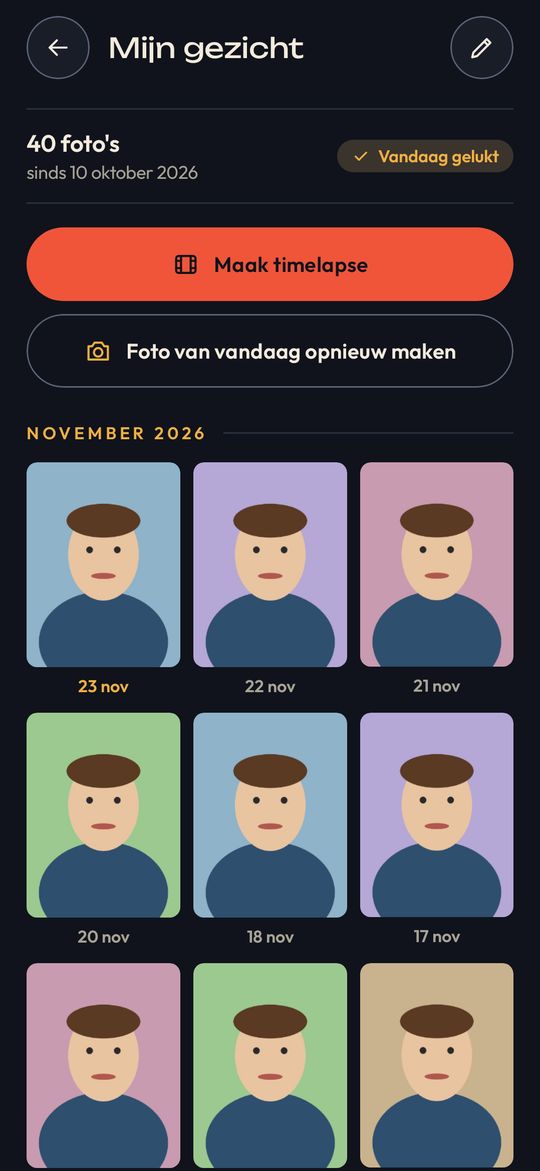 Mijn gezicht
40 foto's
sinds 10 oktober 2026
Vandaag gelukt
Maak timelapse
Foto van vandaag opnieuw maken
NOVEMBER 2026
23 nov
22 nov
21 nov
20 nov
18 nov
17 nov